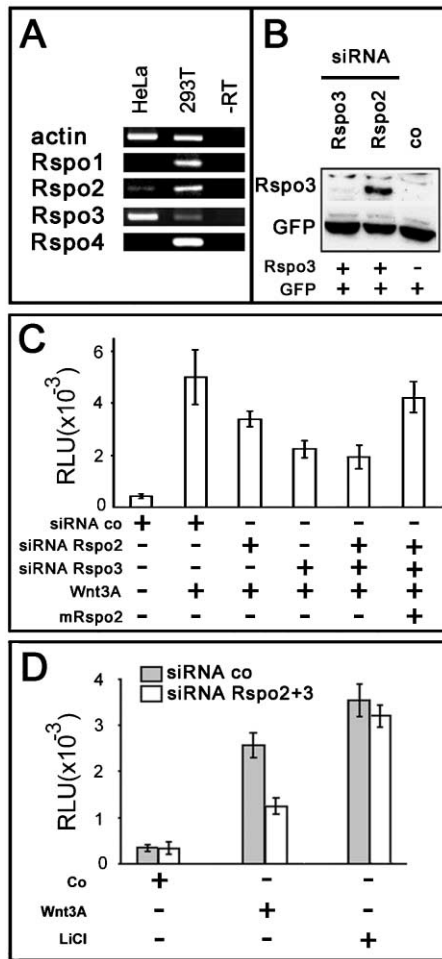 A
HeLa 293T -RT
actin
Rspo1
Rspo2
Rspo3
Rspo4
B
siRNA
Rspo3 Rspo2 co
Rspo3
GFP
Rspo3 + + -
GFP + + +
C
RLU(x10-3)
6
4
2
0
siRNA co + + - - - -
siRNA Rspo2 - - + - + +
siRNA Rspo3 - - - + + +
Wnt3A - + + + + +
mRspo2 - - - - - +
D
siRNA co
siRNA Rspo2+3
RLU(x10-3)
4
3
2
1
0
Co + - -
Wnt3A - + -
LiCl - - +